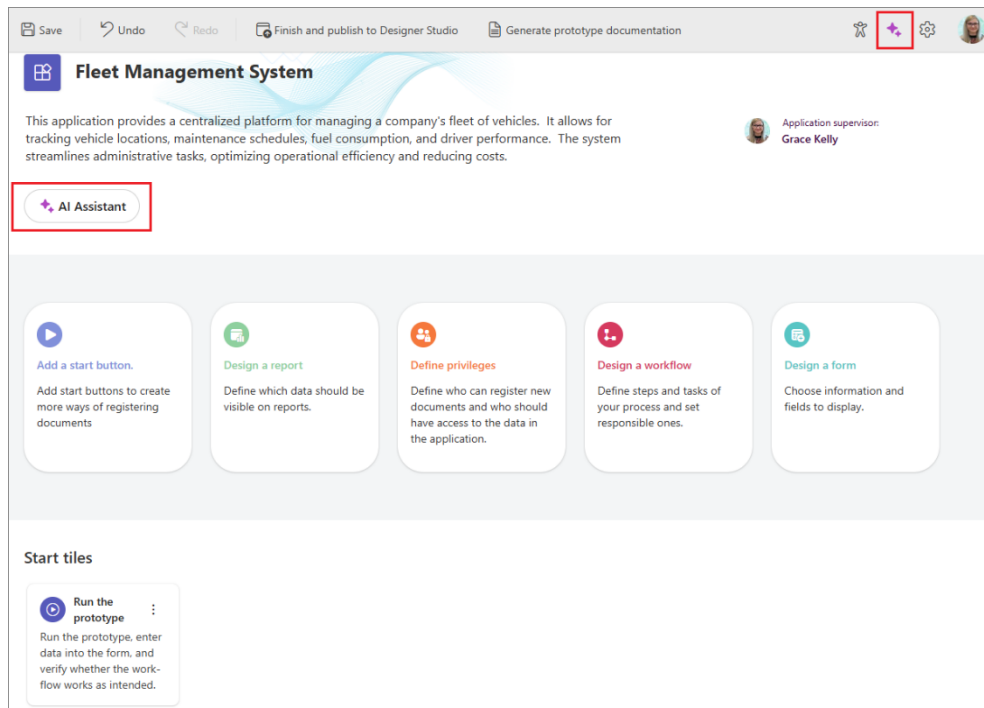 Save
Undo
Redo
Finish and publish to Designer Studio
Generate prototype documentation
Fleet Management System
This application provides a centralized platform for managing a company's fleet of vehicles. It allows for
tracking vehicle locations, maintenance schedules, fuel consumption, and driver performance. The system
streamlines administrative tasks, optimizing operational efficiency and reducing costs.
Application supervisor:
Grace Kelly
AI Assistant
Add a start button.
Add start buttons to create
more ways of registering
documents
Design a report
Define which data should be
visible on reports.
Define privileges
Define who can register new
documents and who should
have access to the data in
the application.
Design a workflow
Define steps and tasks of
your process and set
responsible ones.
Design a form
Choose information and
fields to display.
Start tiles
Run the
prototype
Run the prototype, enter
data into the form, and
verify whether the work-
flow works as intended.